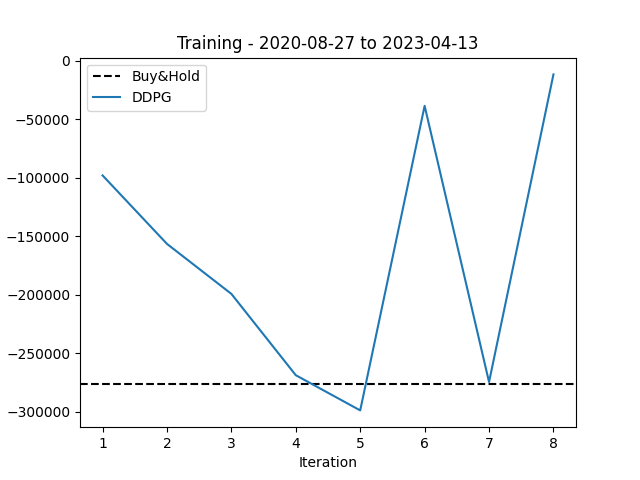 Training - 2020-08-27 to 2023-04-13
Buy&Hold
DDPG
0
−50000
−100000
−150000
−200000
−250000
−300000
1 2 3 4 5 6 7 8
Iteration